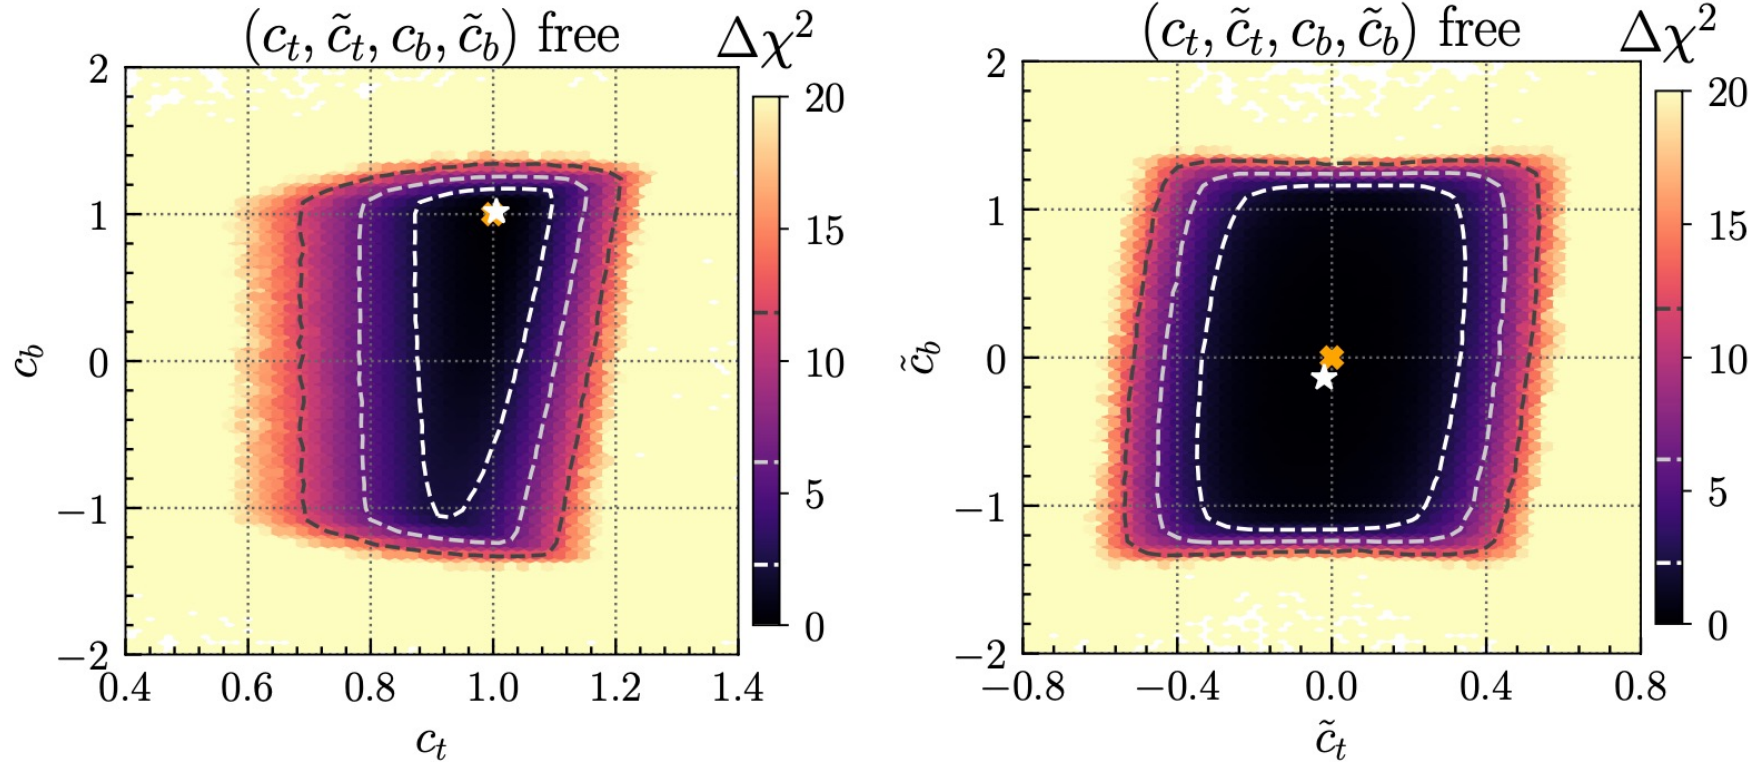 (c_t, c̃_t, c_b, c̃_b) free
Δχ²
2
1
0
−1
−2
c_b
0.4 0.6 0.8 1.0 1.2 1.4
c_t
20
15
10
5
0
(c_t, c̃_t, c_b, c̃_b) free
Δχ²
2
1
0
−1
−2
c̃_b
−0.8 −0.4 0.0 0.4 0.8
c̃_t
20
15
10
5
0